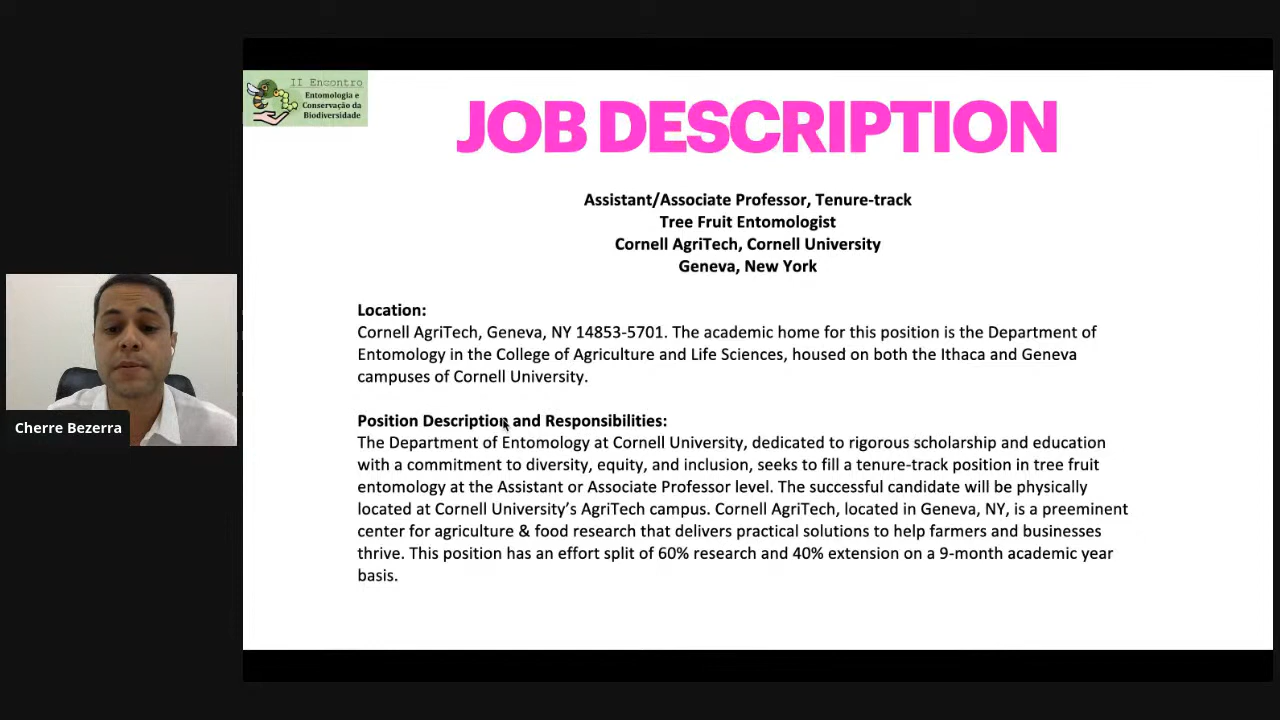 II Encontro
Entomologia e
Conservação da
Biodiversidade
JOB DESCRIPTION
Assistant/Associate Professor, Tenure-track
Tree Fruit Entomologist
Cornell AgriTech, Cornell University
Geneva, New York
Location:
Cornell AgriTech, Geneva, NY 14853-5701. The academic home for this position is the Department of
Entomology in the College of Agriculture and Life Sciences, housed on both the Ithaca and Geneva
campuses of Cornell University.
Position Description and Responsibilities:
The Department of Entomology at Cornell University, dedicated to rigorous scholarship and education
with a commitment to diversity, equity, and inclusion, seeks to fill a tenure-track position in tree fruit
entomology at the Assistant or Associate Professor level. The successful candidate will be physically
located at Cornell University’s AgriTech campus. Cornell AgriTech, located in Geneva, NY, is a preeminent
center for agriculture & food research that delivers practical solutions to help farmers and businesses
thrive. This position has an effort split of 60% research and 40% extension on a 9-month academic year
basis.
Cherre Bezerra